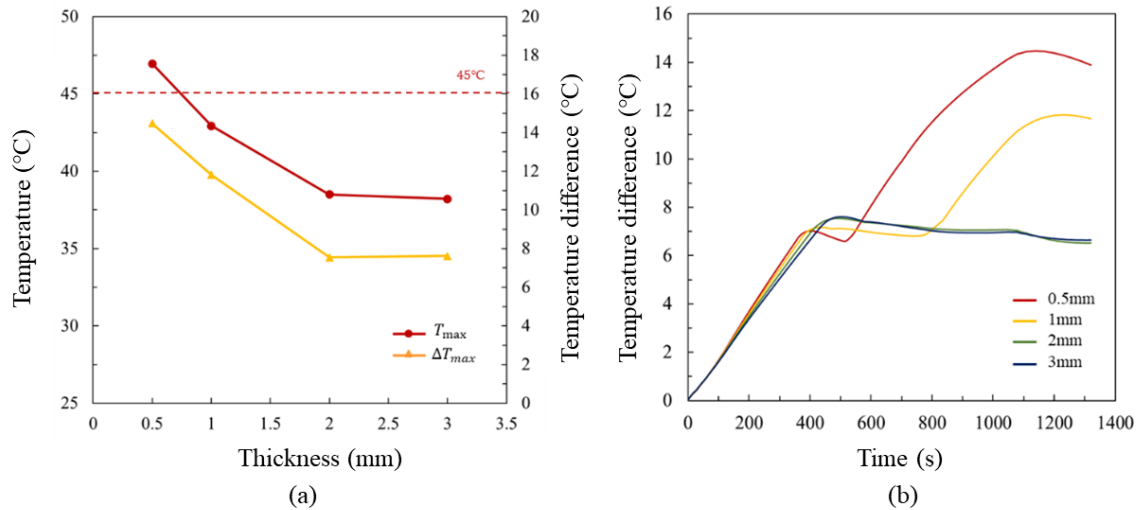 50
45
40
35
30
25
Temperature (℃)
45℃
T max
ΔT max
20
18
16
14
12
10
8
6
4
2
0
Temperature difference (℃)
0 0.5 1 1.5 2 2.5 3 3.5
Thickness (mm)
(a)
16
14
12
10
8
6
4
2
0
Temperature difference (℃)
0.5mm
1mm
2mm
3mm
0 200 400 600 800 1000 1200 1400
Time (s)
(b)